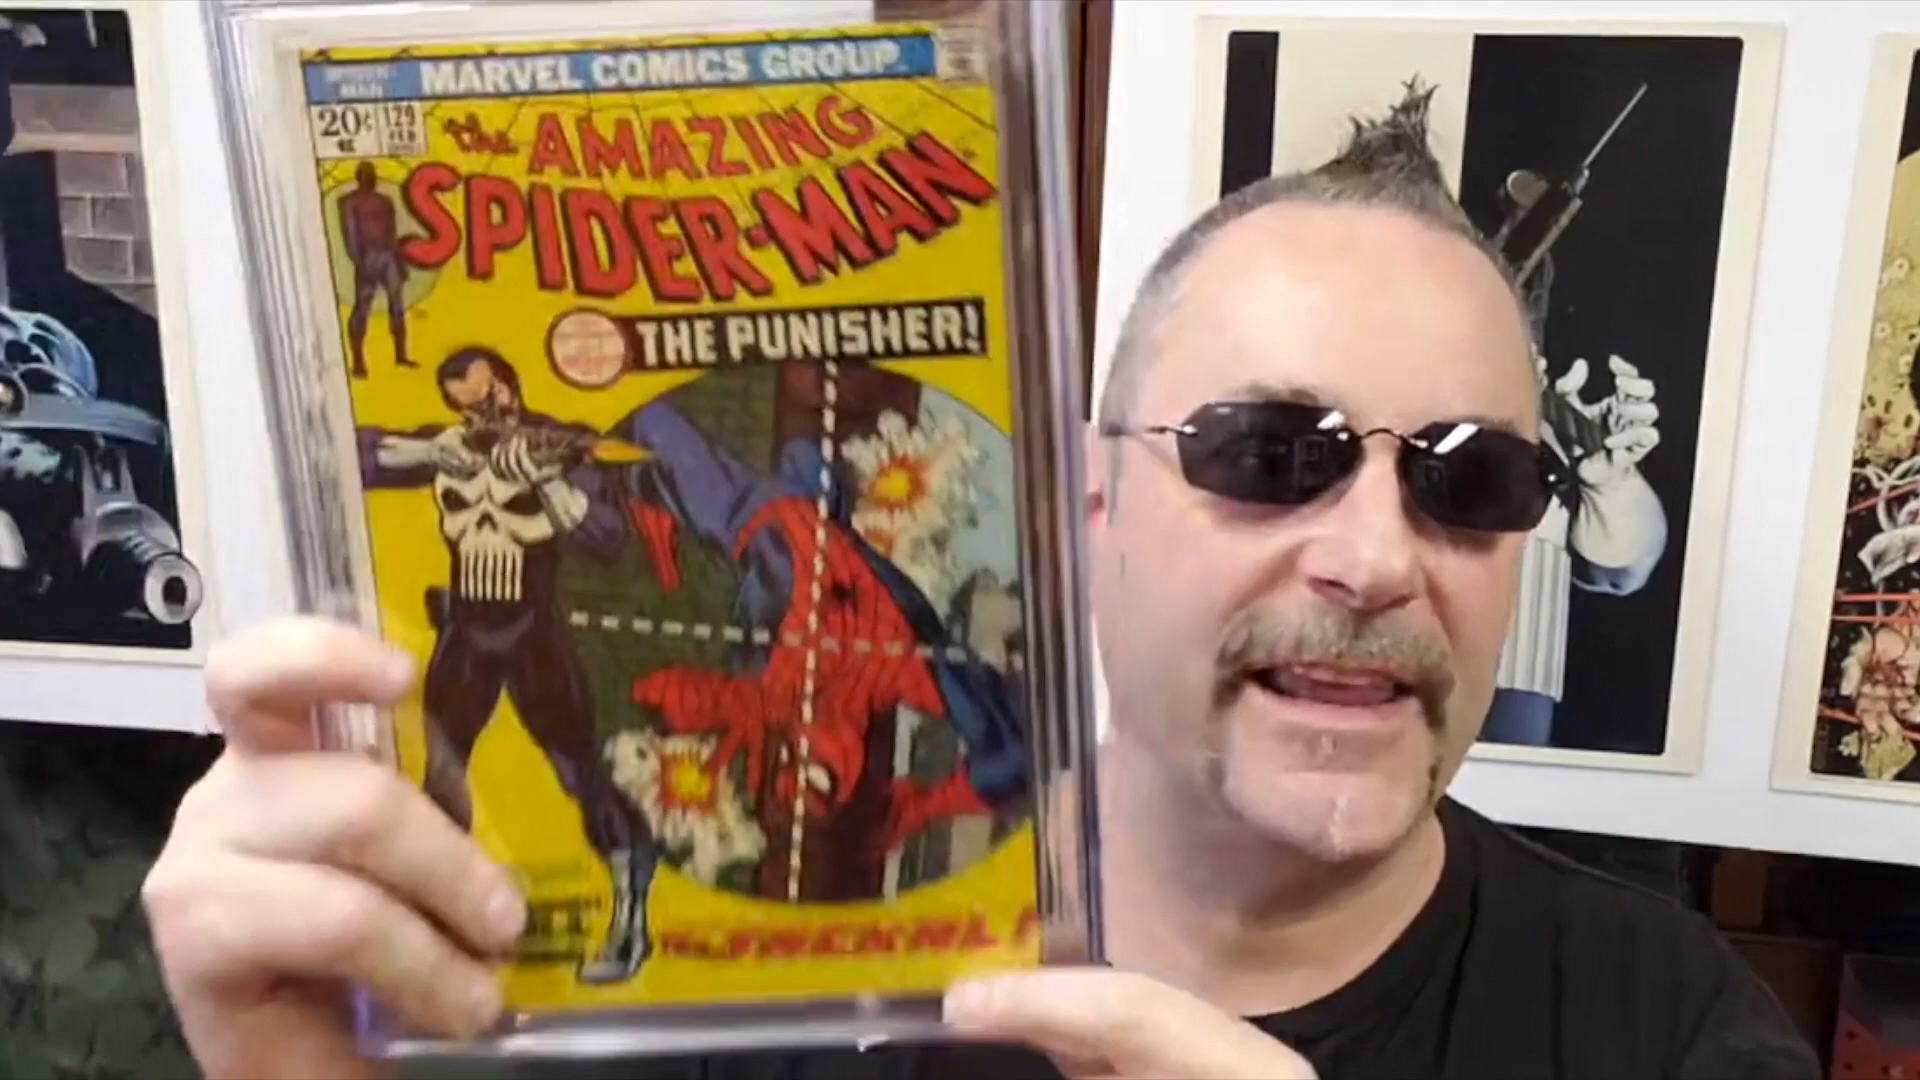 MARVEL COMICS GROUP
20¢
129
FEB
the AMAZING
SPIDER-MAN
THE PUNISHER!